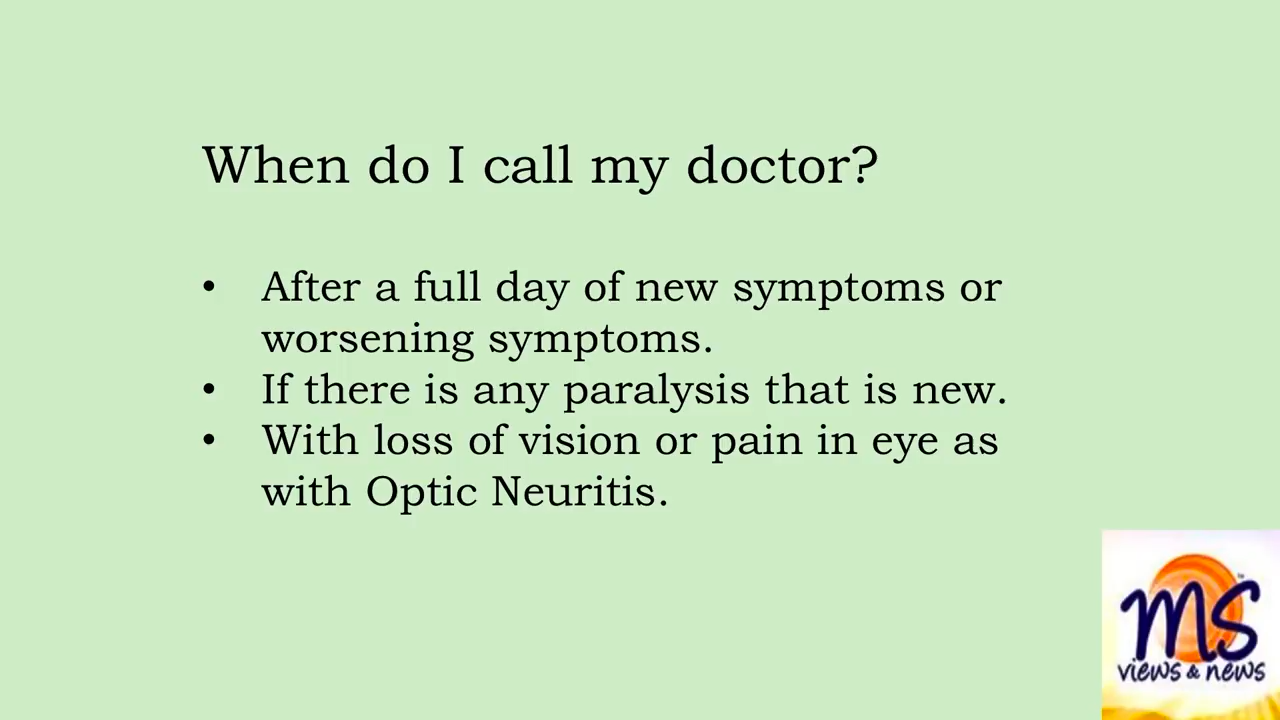 When do I call my doctor?
• After a full day of new symptoms or
worsening symptoms.
• If there is any paralysis that is new.
• With loss of vision or pain in eye as
with Optic Neuritis.
MS
views & news